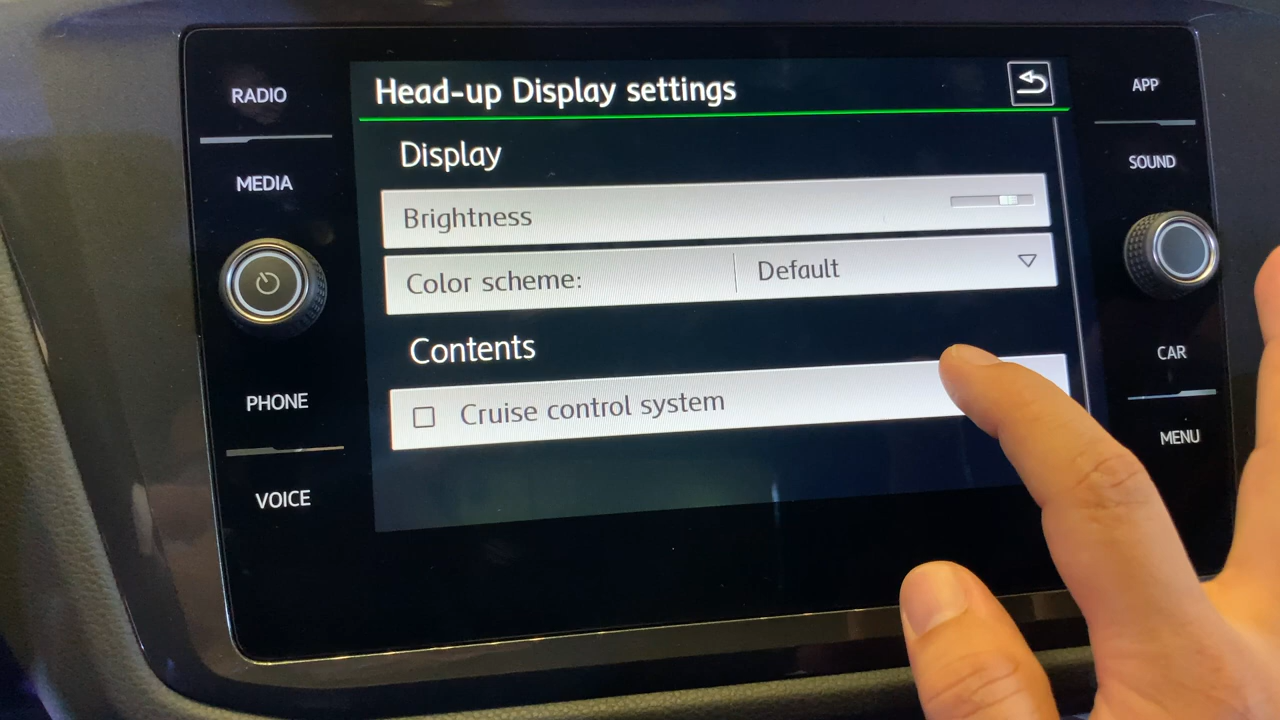 RADIO
MEDIA
PHONE
VOICE
Head-up Display settings
Display
Brightness
Color scheme: Default
Contents
Cruise control system
APP
SOUND
CAR
MENU